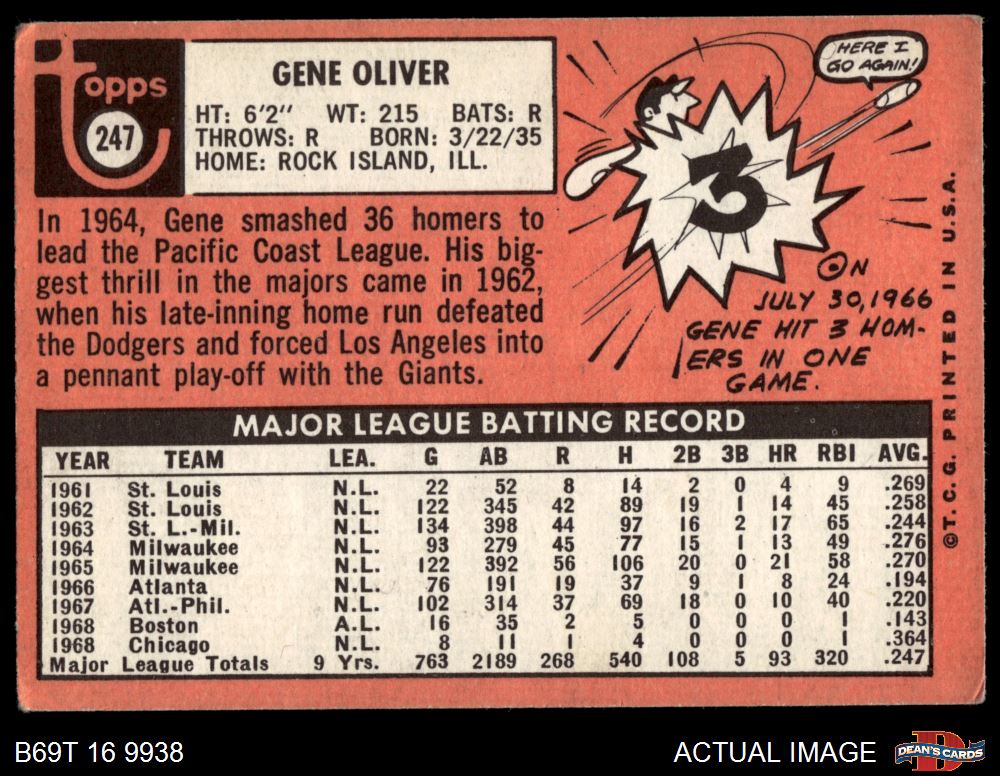 topps
247
GENE OLIVER
HT: 6'2" WT: 215 BATS: R
THROWS: R BORN: 3/22/35
HOME: ROCK ISLAND, ILL.
In 1964, Gene smashed 36 homers to
lead the Pacific Coast League. His big-
gest thrill in the majors came in 1962,
when his late-inning home run defeated
the Dodgers and forced Los Angeles into
a pennant play-off with the Giants.
HERE I
GO AGAIN!
3
ON
JULY 30, 1966
GENE HIT 3 HOM-
ERS IN ONE
GAME.
©T. C. G. PRINTED IN U.S.A.
MAJOR LEAGUE BATTING RECORD
YEAR TEAM LEA. G AB R H 2B 3B HR RBI AVG.
1961 St. Louis N.L. 22 52 8 14 2 0 4 9 .269
1962 St. Louis N.L. 122 345 42 89 19 1 14 45 .258
1963 St. L.-Mil. N.L. 134 398 44 97 16 2 17 65 .244
1964 Milwaukee N.L. 93 279 45 77 15 1 13 49 .276
1965 Milwaukee N.L. 122 392 56 106 20 0 21 58 .270
1966 Atlanta N.L. 76 191 19 37 9 1 8 24 .194
1967 Atl.-Phil. N.L. 102 314 37 69 18 0 10 40 .220
1968 Boston A.L. 16 35 2 5 0 0 0 1 .143
1968 Chicago N.L. 8 11 1 4 0 0 0 1 .364
Major League Totals 9 Yrs. 763 2189 268 540 108 5 93 320 .247
B69T 16 9938
ACTUAL IMAGE
DEAN'S CARDS